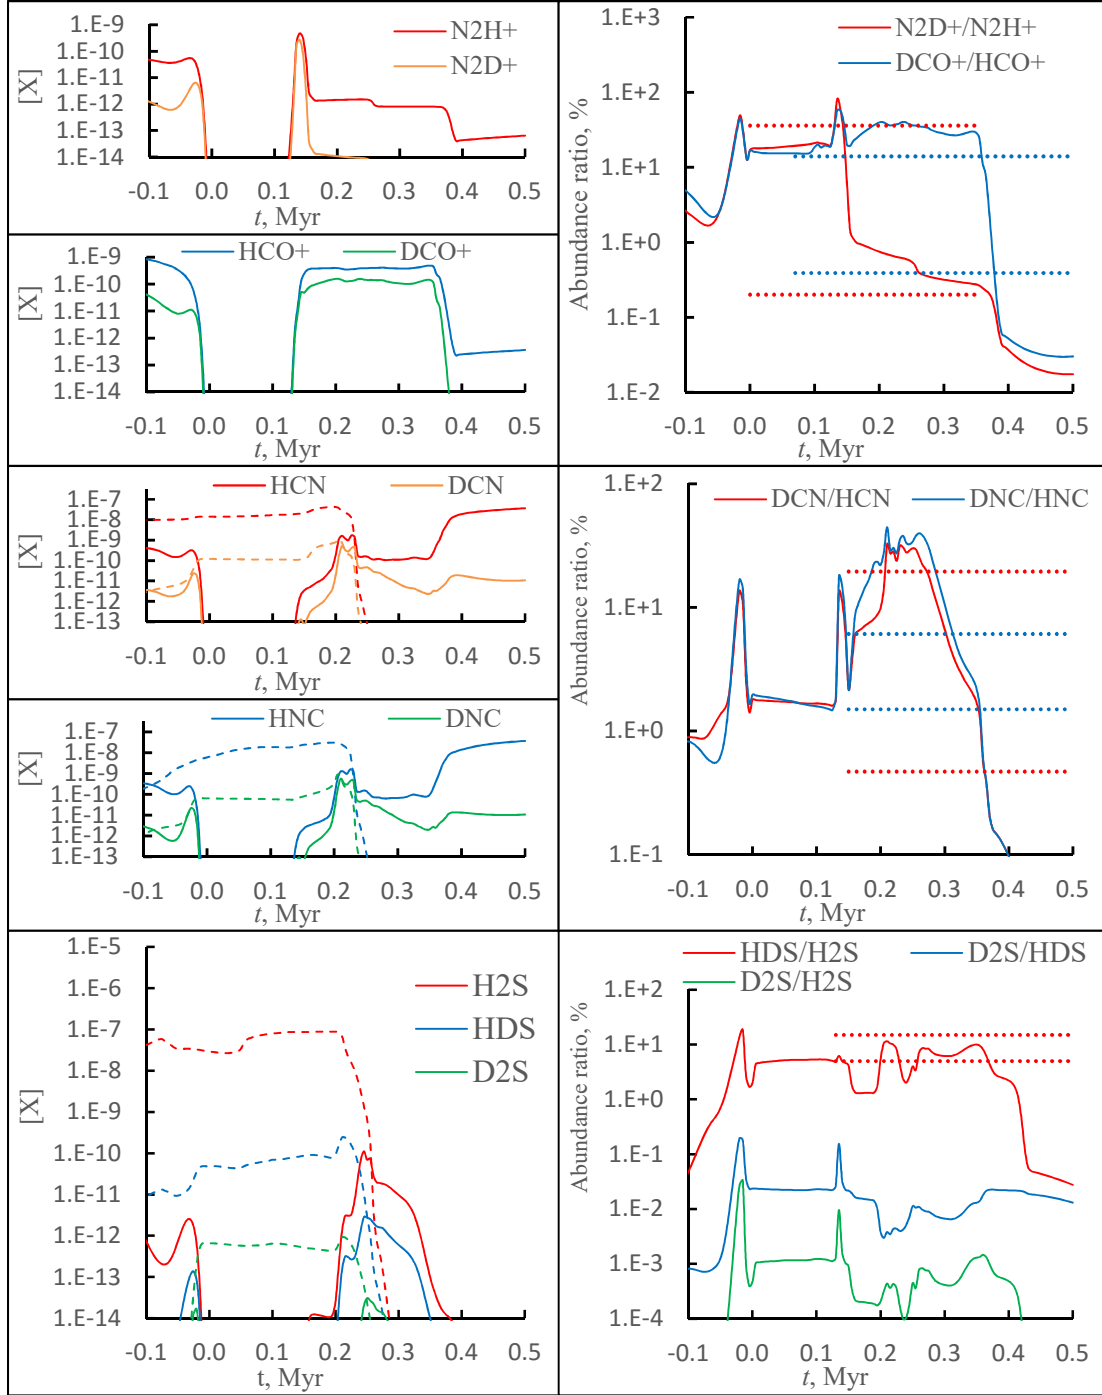 1.E-9
1.E-10
1.E-11
1.E-12
1.E-13
1.E-14
[X]
N2H+
N2D+
-0.1 0.0 0.1 0.2 0.3 0.4 0.5
t, Myr
1.E+3
1.E+2
1.E+1
1.E+0
1.E-1
1.E-2
Abundance ratio, %
N2D+/N2H+
DCO+/HCO+
-0.1 0.0 0.1 0.2 0.3 0.4 0.5
t, Myr
HCO+ DCO+
1.E-9
1.E-10
1.E-11
1.E-12
1.E-13
1.E-14
[X]
-0.1 0.0 0.1 0.2 0.3 0.4 0.5
t, Myr
HCN DCN
1.E-7
1.E-8
1.E-9
1.E-10
1.E-11
1.E-12
1.E-13
[X]
-0.1 0.0 0.1 0.2 0.3 0.4 0.5
t, Myr
1.E+2
1.E+1
1.E+0
1.E-1
Abundance ratio, %
DCN/HCN DNC/HNC
-0.1 0.0 0.1 0.2 0.3 0.4 0.5
t, Myr
HNC DNC
1.E-7
1.E-8
1.E-9
1.E-10
1.E-11
1.E-12
1.E-13
[X]
-0.1 0.0 0.1 0.2 0.3 0.4 0.5
t, Myr
1.E-5
1.E-6
1.E-7
1.E-8
1.E-9
1.E-10
1.E-11
1.E-12
1.E-13
1.E-14
[X]
H2S
HDS
D2S
-0.1 0.0 0.1 0.2 0.3 0.4 0.5
t, Myr
HDS/H2S D2S/HDS
D2S/H2S
1.E+2
1.E+1
1.E+0
1.E-1
1.E-2
1.E-3
1.E-4
Abundance ratio, %
-0.1 0.0 0.1 0.2 0.3 0.4 0.5
t, Myr